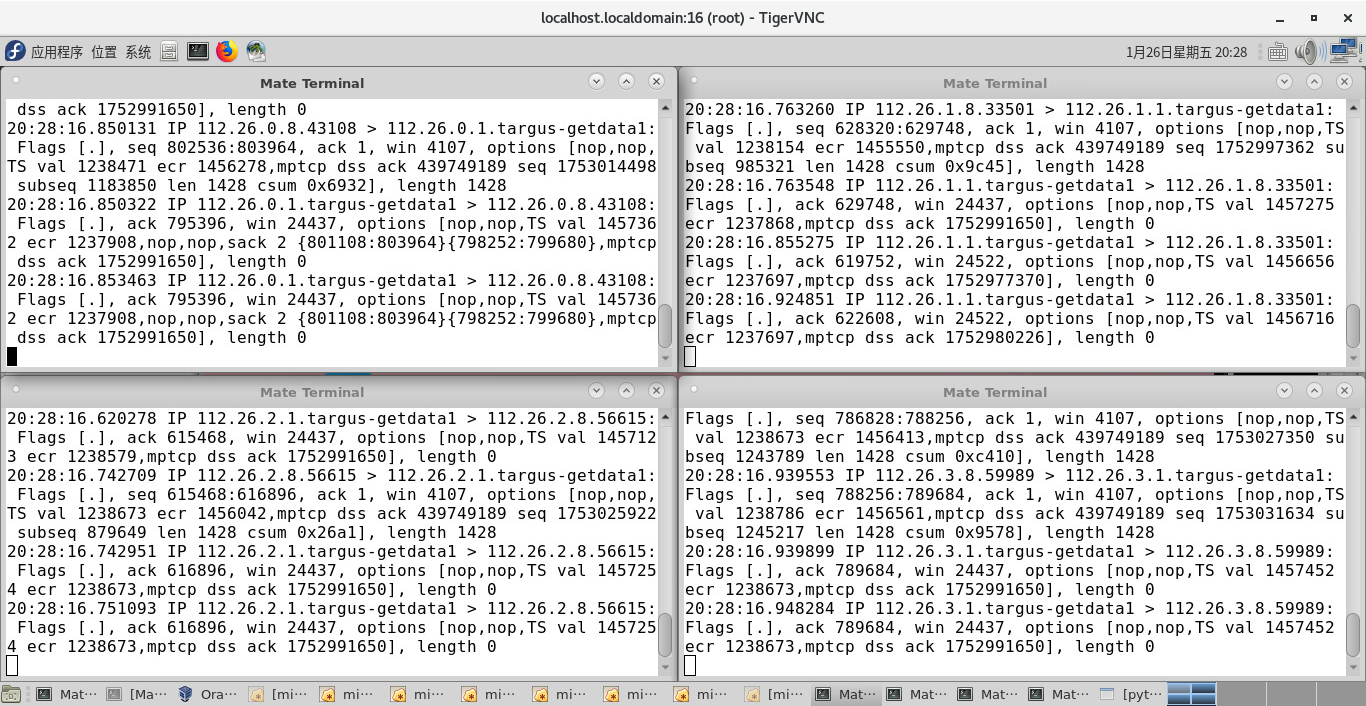 localhost.localdomain:16 (root) - TigerVNC
应用程序 位置 系统
1月26日星期五 20:28
Mate Terminal
dss ack 1752991650], length 0
20:28:16.850131 IP 112.26.0.8.43108 > 112.26.0.1.targus-getdata1:
Flags [.], seq 802536:803964, ack 1, win 4107, options [nop,nop,
TS val 1238471 ecr 1456278,mptcp dss ack 439749189 seq 1753014498
subseq 1183850 len 1428 csum 0x6932], length 1428
20:28:16.850322 IP 112.26.0.1.targus-getdata1 > 112.26.0.8.43108:
Flags [.], ack 795396, win 24437, options [nop,nop,TS val 145736
2 ecr 1237908,nop,nop,sack 2 {801108:803964}{798252:799680},mptcp
dss ack 1752991650], length 0
20:28:16.853463 IP 112.26.0.1.targus-getdata1 > 112.26.0.8.43108:
Flags [.], ack 795396, win 24437, options [nop,nop,TS val 145736
2 ecr 1237908,nop,nop,sack 2 {801108:803964}{798252:799680},mptcp
dss ack 1752991650], length 0
Mate Terminal
20:28:16.763260 IP 112.26.1.8.33501 > 112.26.1.1.targus-getdata1:
Flags [.], seq 628320:629748, ack 1, win 4107, options [nop,nop,TS
val 1238154 ecr 1455550,mptcp dss ack 439749189 seq 1752997362 su
bseq 985321 len 1428 csum 0x9c45], length 1428
20:28:16.763548 IP 112.26.1.1.targus-getdata1 > 112.26.1.8.33501:
Flags [.], ack 629748, win 24437, options [nop,nop,TS val 1457275
ecr 1237868,mptcp dss ack 1752991650], length 0
20:28:16.855275 IP 112.26.1.1.targus-getdata1 > 112.26.1.8.33501:
Flags [.], ack 619752, win 24522, options [nop,nop,TS val 1456656
ecr 1237697,mptcp dss ack 1752977370], length 0
20:28:16.924851 IP 112.26.1.1.targus-getdata1 > 112.26.1.8.33501:
Flags [.], ack 622608, win 24522, options [nop,nop,TS val 1456716
ecr 1237697,mptcp dss ack 1752980226], length 0
Mate Terminal
20:28:16.620278 IP 112.26.2.1.targus-getdata1 > 112.26.2.8.56615:
Flags [.], ack 615468, win 24437, options [nop,nop,TS val 145712
3 ecr 1238579,mptcp dss ack 1752991650], length 0
20:28:16.742709 IP 112.26.2.8.56615 > 112.26.2.1.targus-getdata1:
Flags [.], seq 615468:616896, ack 1, win 4107, options [nop,nop,
TS val 1238673 ecr 1456042,mptcp dss ack 439749189 seq 1753025922
subseq 879649 len 1428 csum 0x26a1], length 1428
20:28:16.742951 IP 112.26.2.1.targus-getdata1 > 112.26.2.8.56615:
Flags [.], ack 616896, win 24437, options [nop,nop,TS val 145725
4 ecr 1238673,mptcp dss ack 1752991650], length 0
20:28:16.751093 IP 112.26.2.1.targus-getdata1 > 112.26.2.8.56615:
Flags [.], ack 616896, win 24437, options [nop,nop,TS val 145725
4 ecr 1238673,mptcp dss ack 1752991650], length 0
Mate Terminal
Flags [.], seq 786828:788256, ack 1, win 4107, options [nop,nop,TS
val 1238673 ecr 1456413,mptcp dss ack 439749189 seq 1753027350 su
bseq 1243789 len 1428 csum 0xc410], length 1428
20:28:16.939553 IP 112.26.3.8.59989 > 112.26.3.1.targus-getdata1:
Flags [.], seq 788256:789684, ack 1, win 4107, options [nop,nop,TS
val 1238786 ecr 1456561,mptcp dss ack 439749189 seq 1753031634 su
bseq 1245217 len 1428 csum 0x9578], length 1428
20:28:16.939899 IP 112.26.3.1.targus-getdata1 > 112.26.3.8.59989:
Flags [.], ack 789684, win 24437, options [nop,nop,TS val 1457452
ecr 1238673,mptcp dss ack 1752991650], length 0
20:28:16.948284 IP 112.26.3.1.targus-getdata1 > 112.26.3.8.59989:
Flags [.], ack 789684, win 24437, options [nop,nop,TS val 1457452
ecr 1238673,mptcp dss ack 1752991650], length 0
Mat… [Ma… Ora… [mi… mi… mi… mi… mi… mi… mi… [mi… Mat… Mat… Mat… Mat… [pyt…